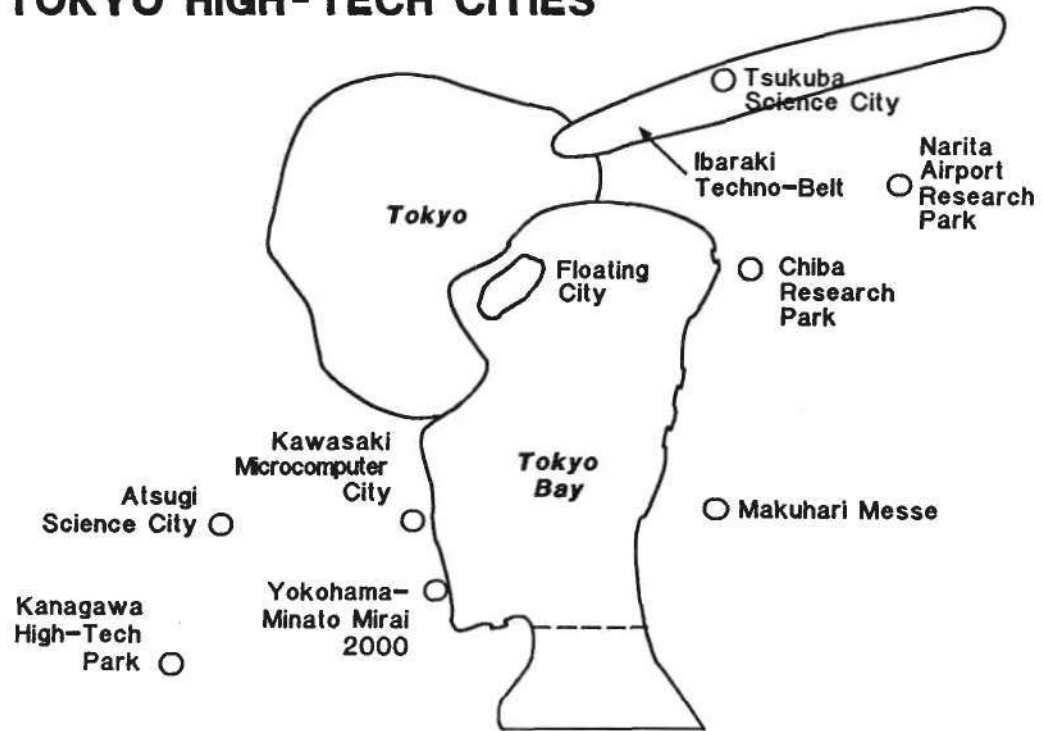 TOKYO HIGH-TECH CITIES
Tsukuba
Science City
Ibaraki
Techno-Belt
Narita
Airport
Research
Park
Tokyo
Floating
City
Chiba
Research
Park
Kawasaki
Microcomputer
City
Tokyo
Bay
Atsugi
Science City
Makuhari Messe
Yokohama-
Minato Mirai
2000
Kanagawa
High-Tech
Park